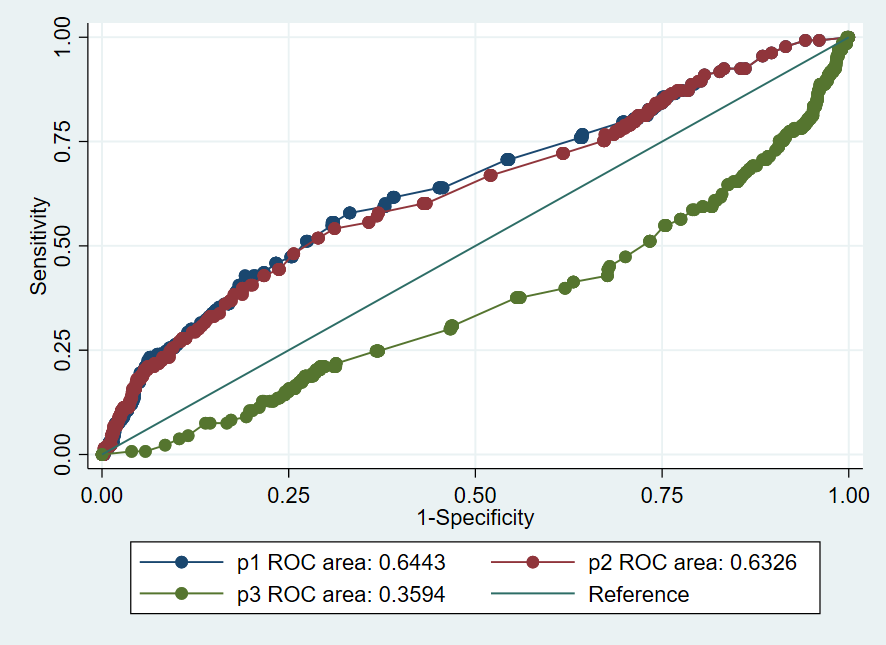 1.00
0.75
0.50
0.25
0.00
Sensitivity
0.00 0.25 0.50 0.75 1.00
1-Specificity
p1 ROC area: 0.6443 p2 ROC area: 0.6326
p3 ROC area: 0.3594 Reference